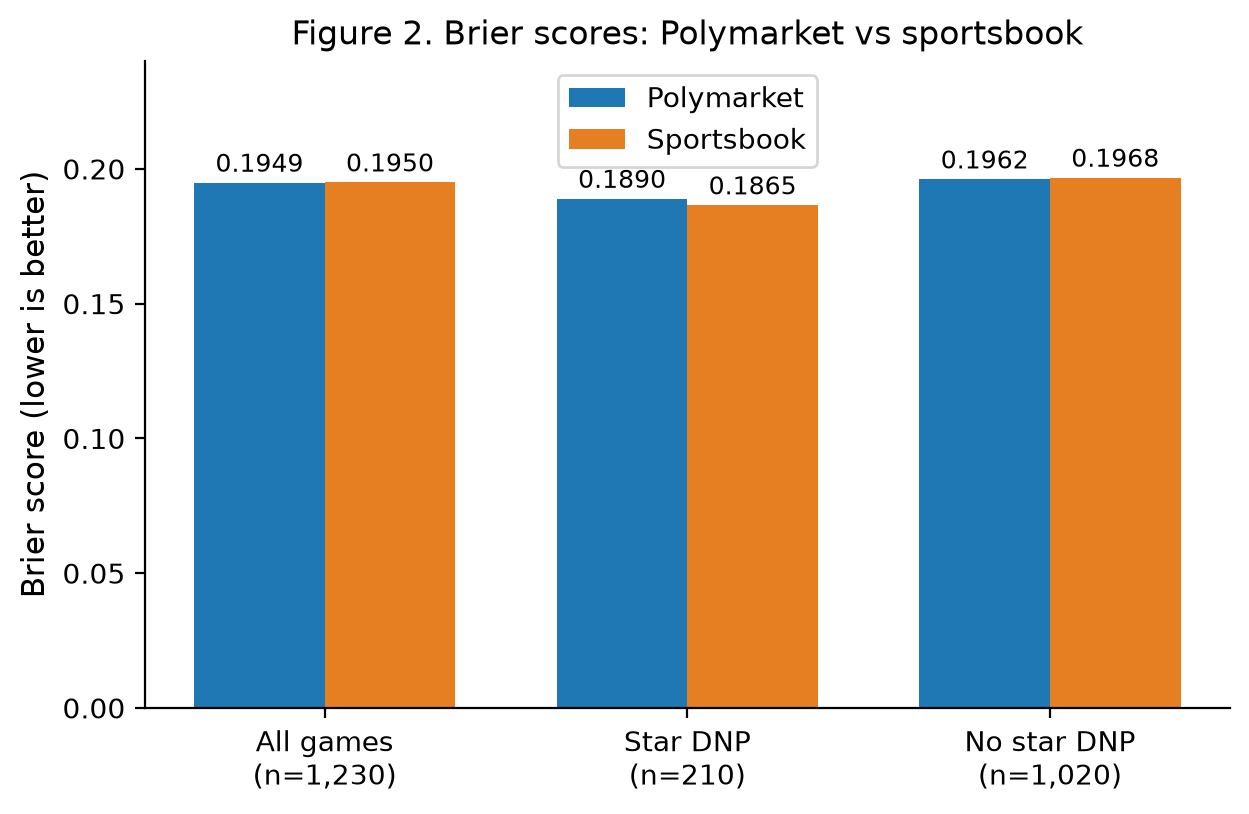 Figure 2. Brier scores: Polymarket vs sportsbook
Polymarket
Sportsbook
Brier score (lower is better)
0.20
0.15
0.10
0.05
0.00
0.1949
0.1950
0.1890
0.1865
0.1962
0.1968
All games
(n=1,230)
Star DNP
(n=210)
No star DNP
(n=1,020)